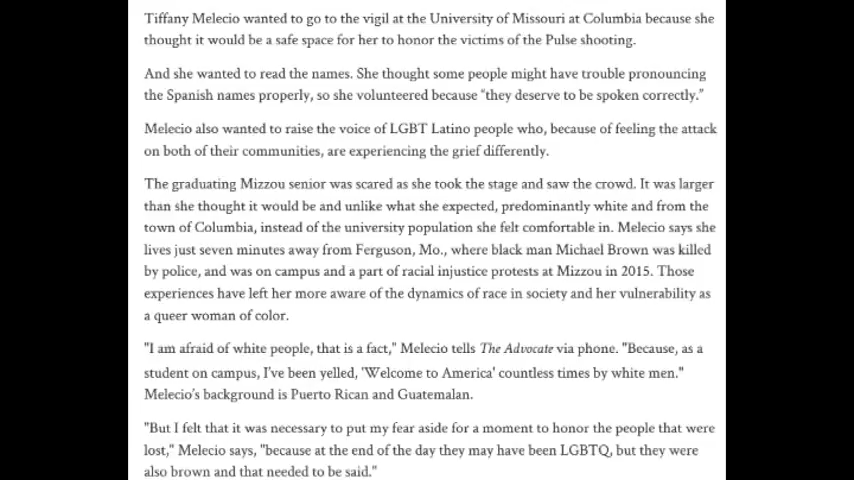 Tiffany Melecio wanted to go to the vigil at the University of Missouri at Columbia because she
thought it would be a safe space for her to honor the victims of the Pulse shooting.
And she wanted to read the names. She thought some people might have trouble pronouncing
the Spanish names properly, so she volunteered because “they deserve to be spoken correctly.”
Melecio also wanted to raise the voice of LGBT Latino people who, because of feeling the attack
on both of their communities, are experiencing the grief differently.
The graduating Mizzou senior was scared as she took the stage and saw the crowd. It was larger
than she thought it would be and unlike what she expected, predominantly white and from the
town of Columbia, instead of the university population she felt comfortable in. Melecio says she
lives just seven minutes away from Ferguson, Mo., where black man Michael Brown was killed
by police, and was on campus and a part of racial injustice protests at Mizzou in 2015. Those
experiences have left her more aware of the dynamics of race in society and her vulnerability as
a queer woman of color.
"I am afraid of white people, that is a fact," Melecio tells The Advocate via phone. "Because, as a
student on campus, I’ve been yelled, 'Welcome to America' countless times by white men."
Melecio’s background is Puerto Rican and Guatemalan.
"But I felt that it was necessary to put my fear aside for a moment to honor the people that were
lost," Melecio says, "because at the end of the day they may have been LGBTQ, but they were
also brown and that needed to be said."